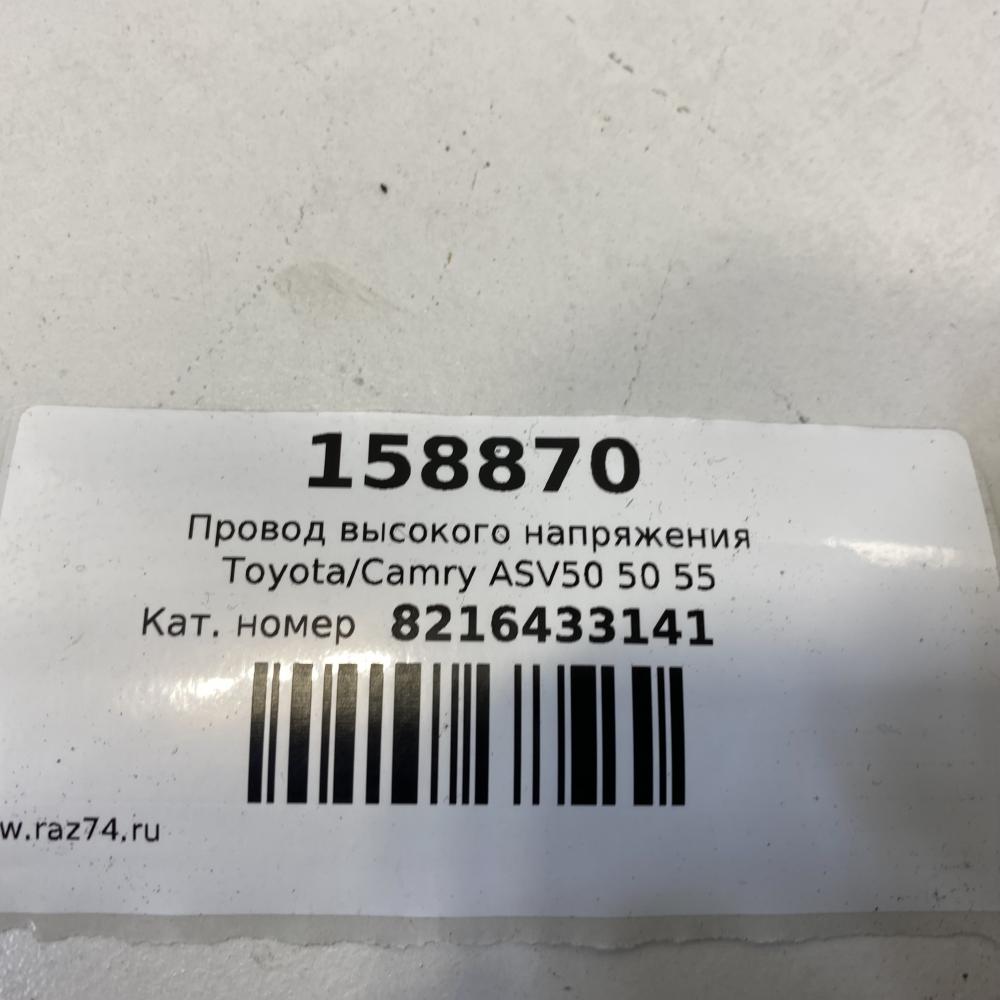 158870
Провод высокого напряжения
Toyota/Camry ASV50 50 55
Кат. номер 8216433141
w.raz74.ru